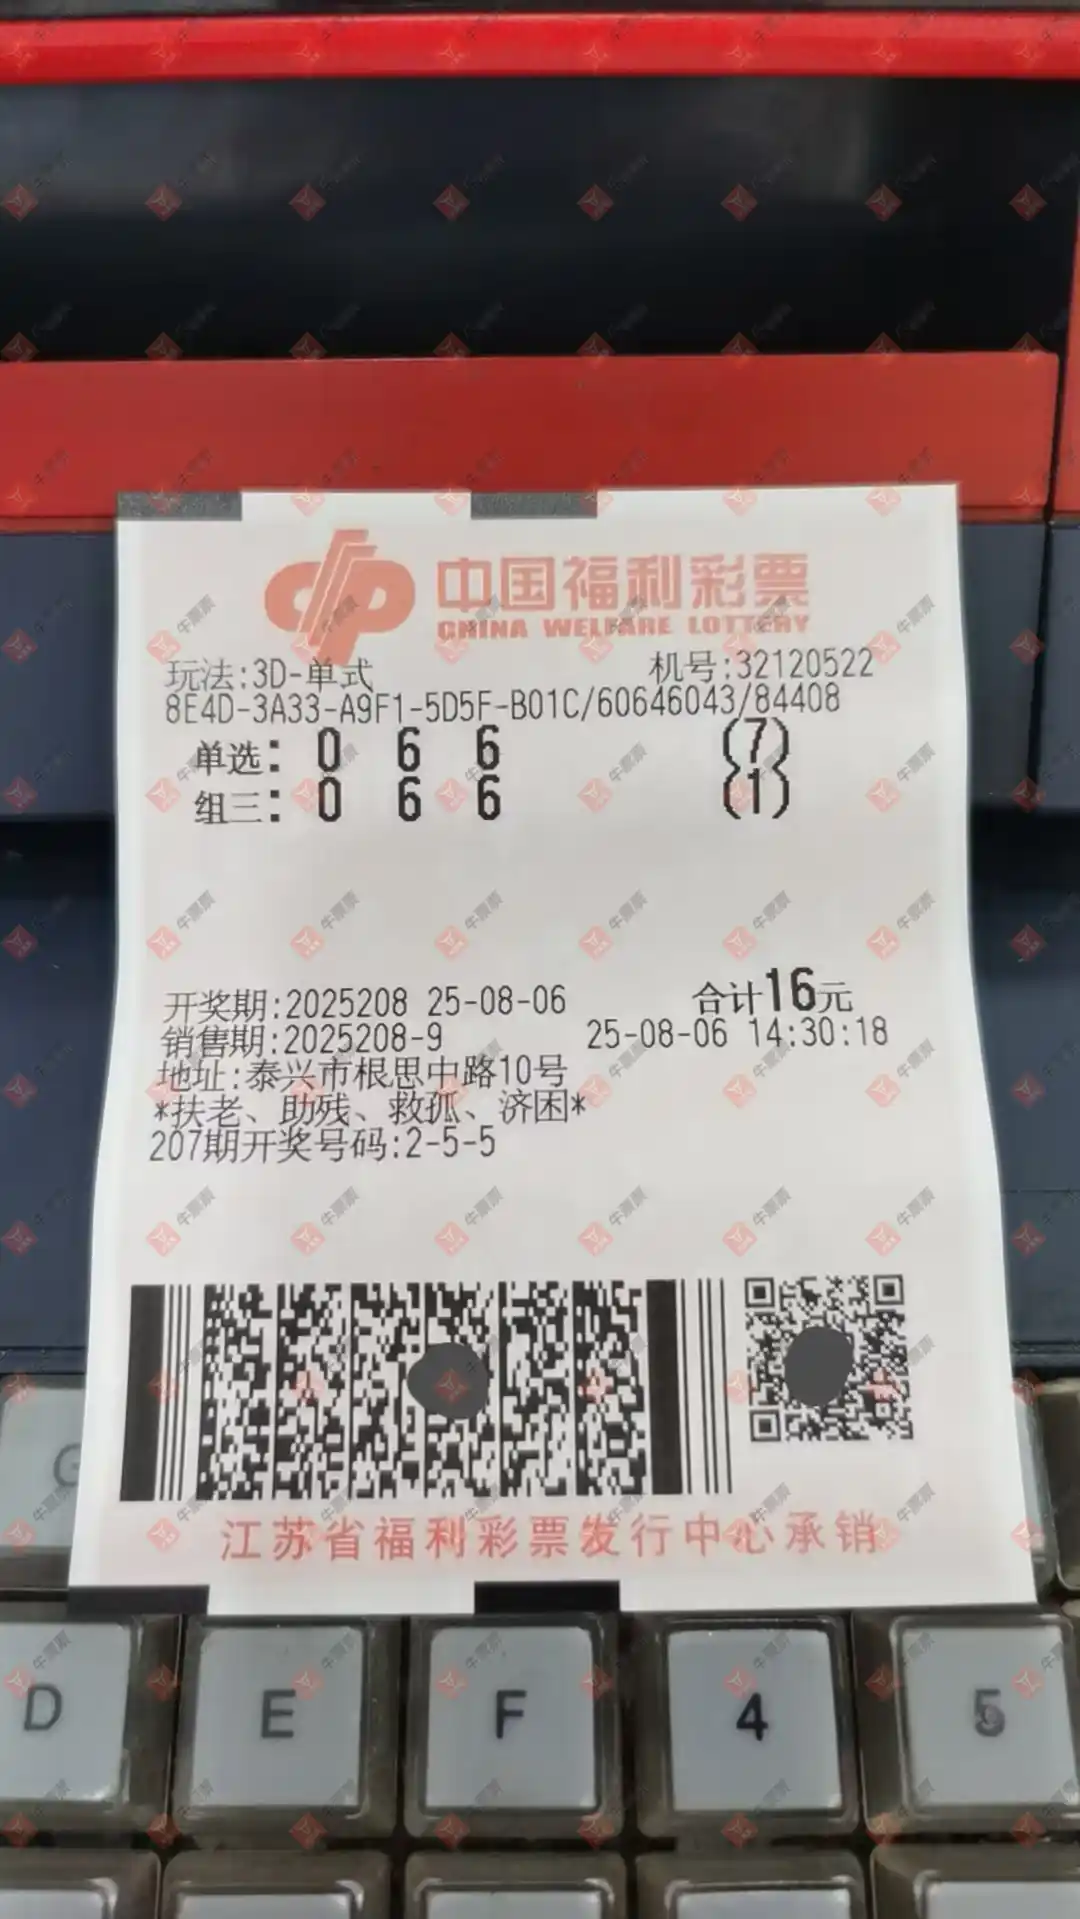 中国福利彩票
CHINA WELFARE LOTTERY
玩法:3D-单式 机号:32120522
8E4D-3A33-A9F1-5D5F-B01C/60646043/84408
单选: 0 6 6 (7)
组三: 0 6 6 (1)
开奖期:2025208 25-08-06 合计16元
销售期:2025208-9 25-08-06 14:30:18
地址:泰兴市根思中路10号
*扶老、助残、救孤、济困*
207期开奖号码:2-5-5
江苏省福利彩票发行中心承销
G
D E F 4 5
牛票票